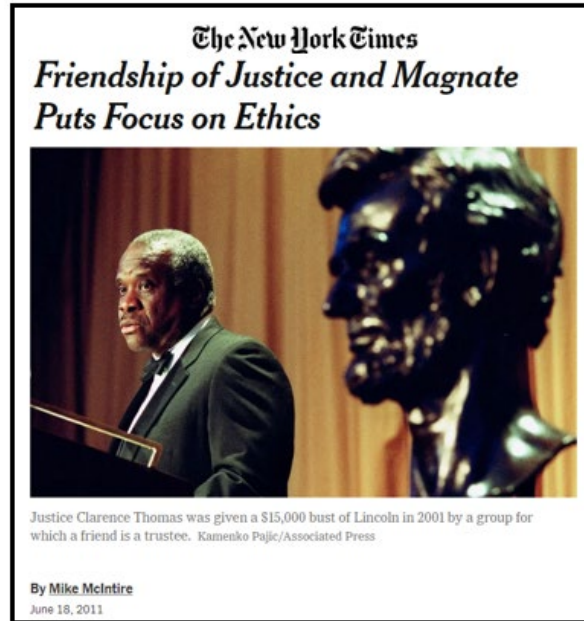 The New York Times
Friendship of Justice and Magnate
Puts Focus on Ethics
Justice Clarence Thomas was given a $15,000 bust of Lincoln in 2001 by a group for
which a friend is a trustee. Kamenko Pajic/Associated Press
By Mike McIntire
June 18, 2011